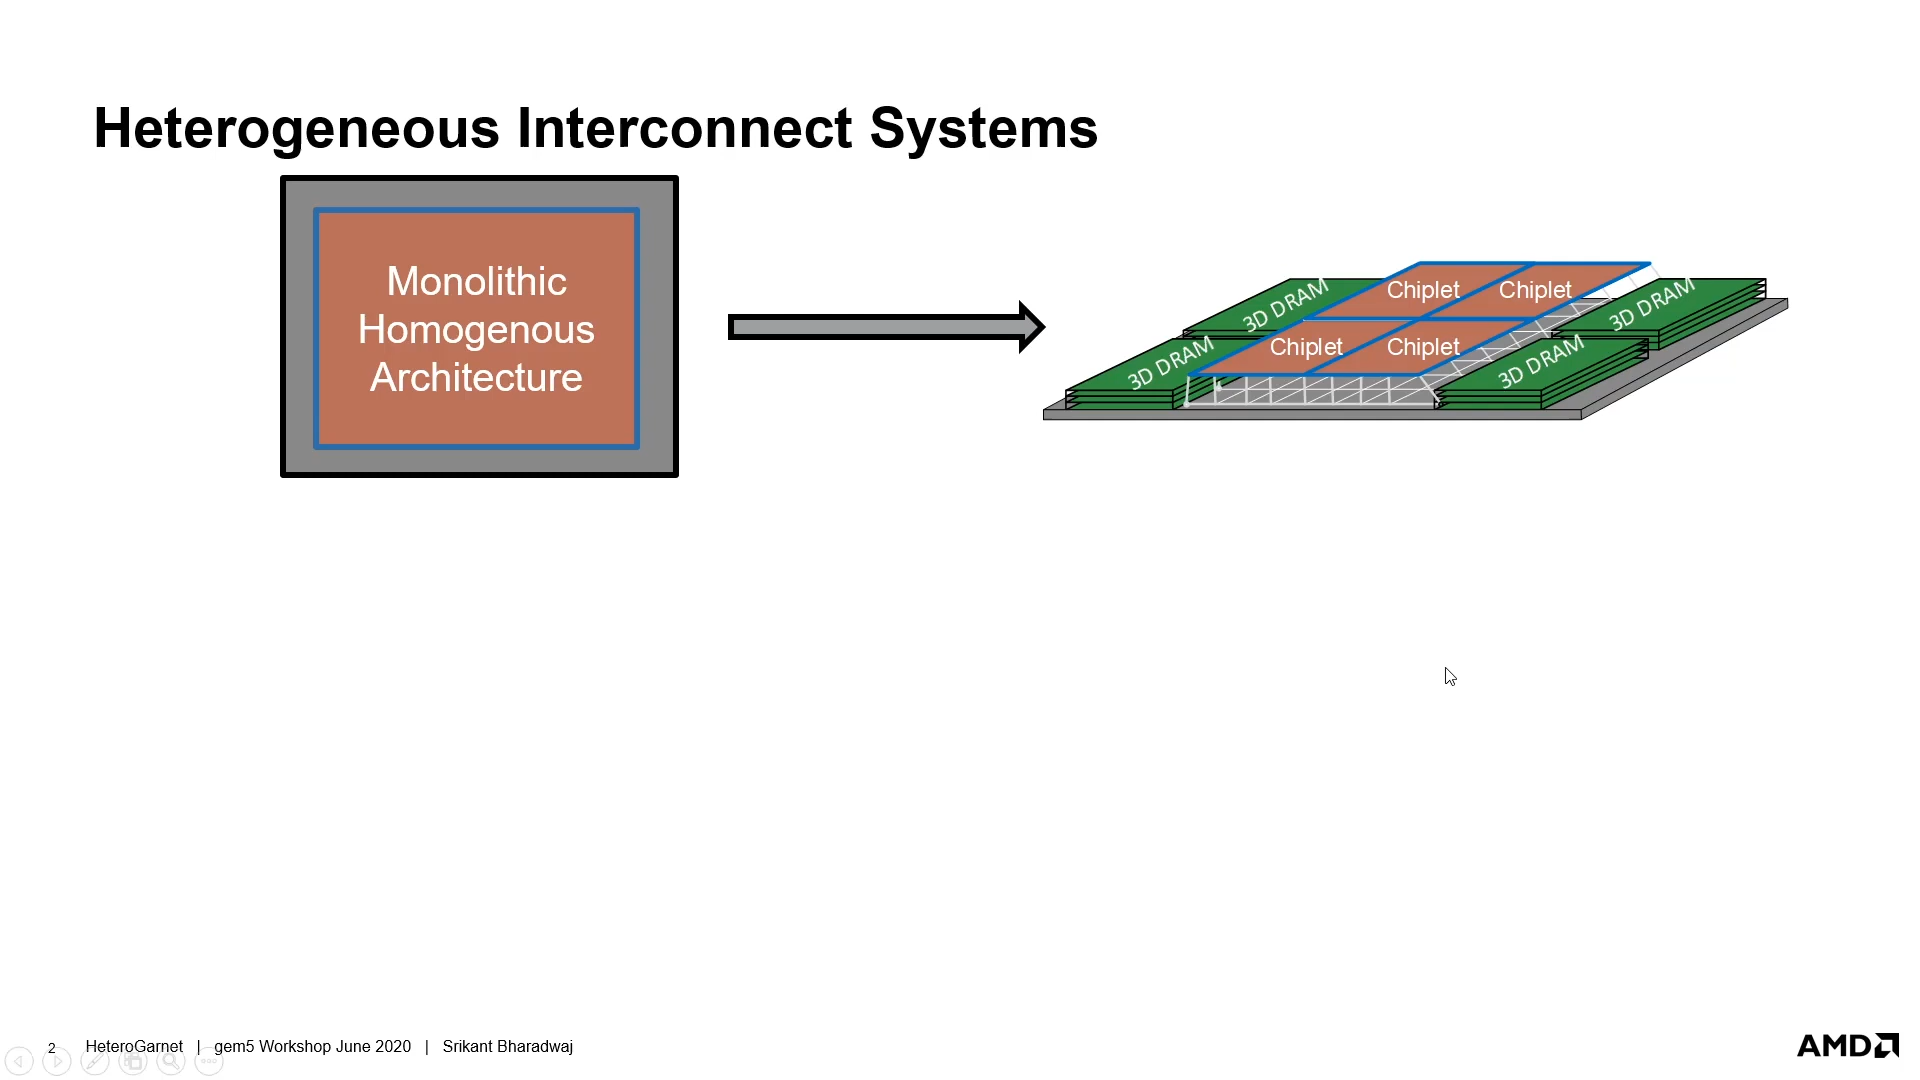 Heterogeneous Interconnect Systems
Monolithic
Homogenous
Architecture
3D DRAM
Chiplet
Chiplet
3D DRAM
3D DRAM
Chiplet
Chiplet
3D DRAM
2 HeteroGarnet | gem5 Workshop June 2020 | Srikant Bharadwaj
AMD